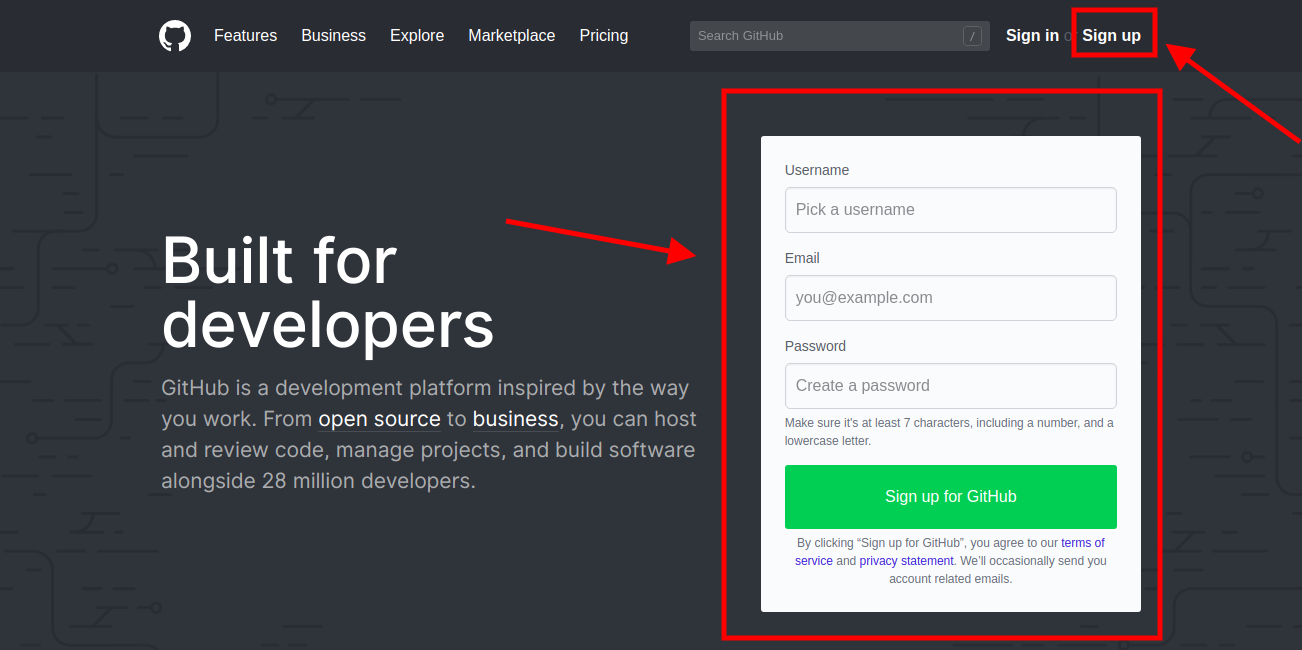 Features Business Explore Marketplace Pricing Search GitHub / Sign in or Sign up
Built for
developers
GitHub is a development platform inspired by the way
you work. From open source to business, you can host
and review code, manage projects, and build software
alongside 28 million developers.
Username
Pick a username
Email
you@example.com
Password
Create a password
Make sure it's at least 7 characters, including a number, and a
lowercase letter.
Sign up for GitHub
By clicking “Sign up for GitHub”, you agree to our terms of
service and privacy statement. We’ll occasionally send you
account related emails.